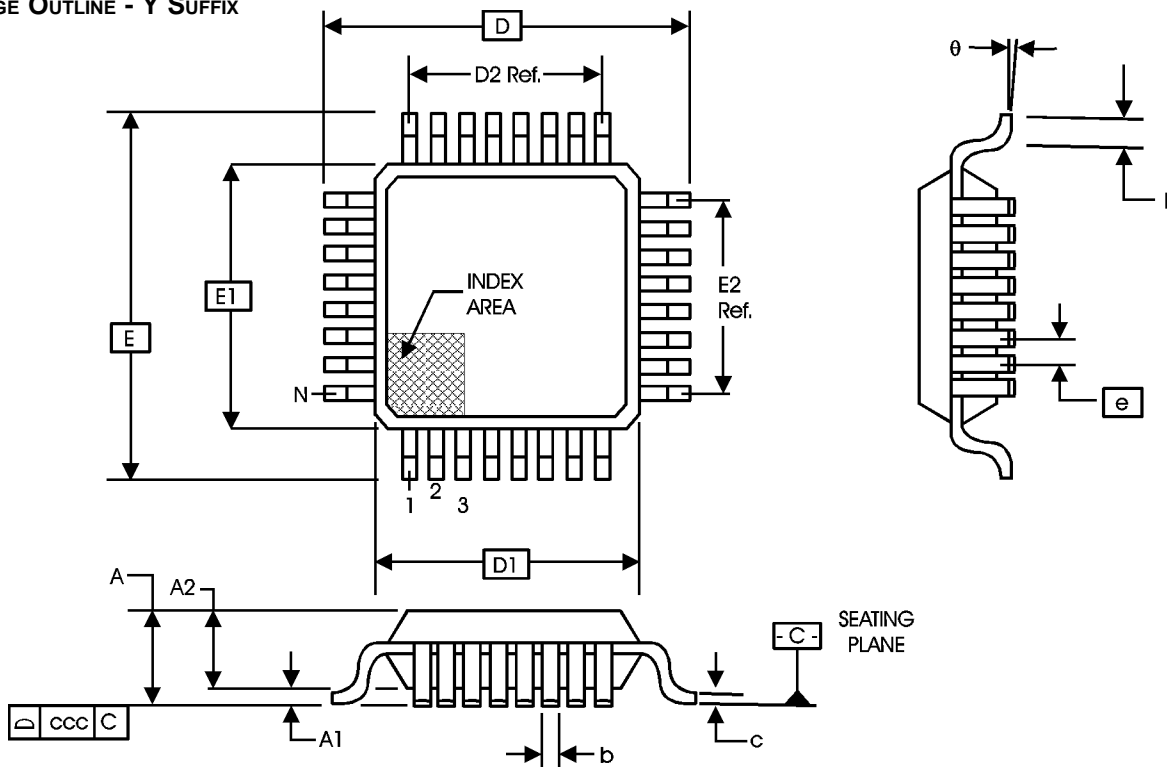 GE OUTLINE - Y SUFFIX
D
D2 Ref.
θ
E
E1
INDEX
AREA
E2
Ref.
N
e
1
2
3
D1
A
A2
- C -
SEATING
PLANE
ccc C
A1
b
c